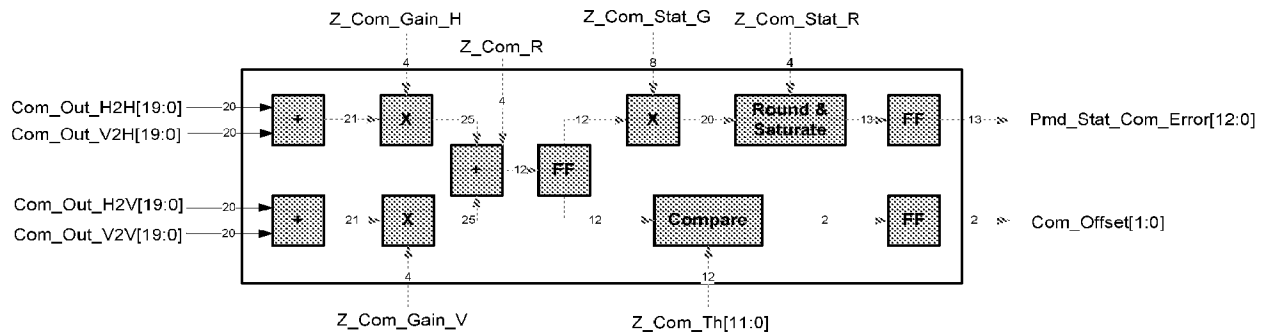 Z_Com_Gain_H
Z_Com_Stat_G
Z_Com_Stat_R
Z_Com_R
4
8
4
4
Com_Out_H2H[19:0]
20
Com_Out_V2H[19:0]
20
+
21
X
25
12
X
20
Round &
Saturate
13
FF
13
Pmd_Stat_Com_Error[12:0]
+
12
FF
Com_Out_H2V[19:0]
20
Com_Out_V2V[19:0]
20
+
21
X
25
12
Compare
2
FF
2
Com_Offset[1:0]
4
12
Z_Com_Gain_V
Z_Com_Th[11:0]